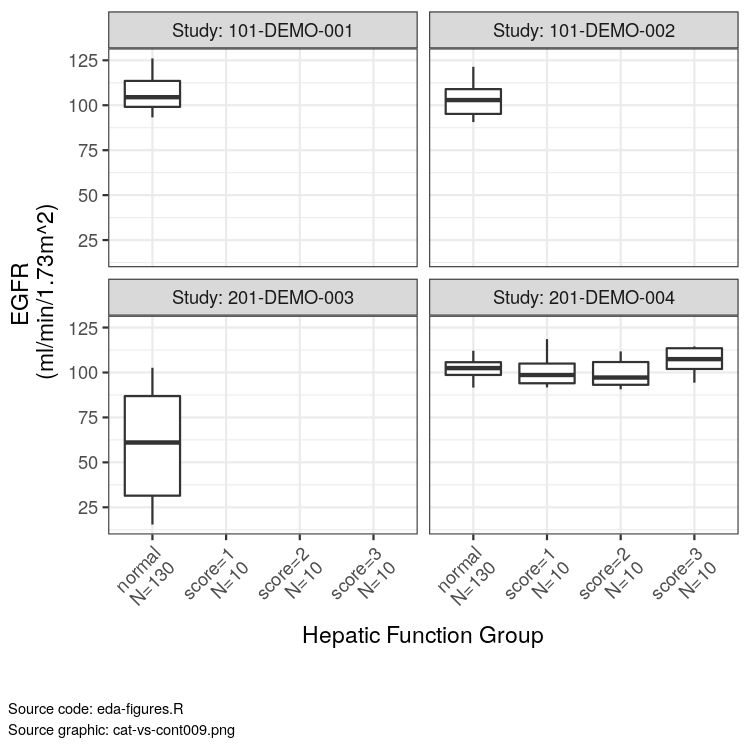 Study: 101-DEMO-001
Study: 101-DEMO-002
125
100
75
50
25
Study: 201-DEMO-003
Study: 201-DEMO-004
125
100
75
50
25
EGFR
(ml/min/1.73m^2)
normal
N=130
score=1
N=10
score=2
N=10
score=3
N=10
normal
N=130
score=1
N=10
score=2
N=10
score=3
N=10
Hepatic Function Group
Source code: eda-figures.R
Source graphic: cat-vs-cont009.png